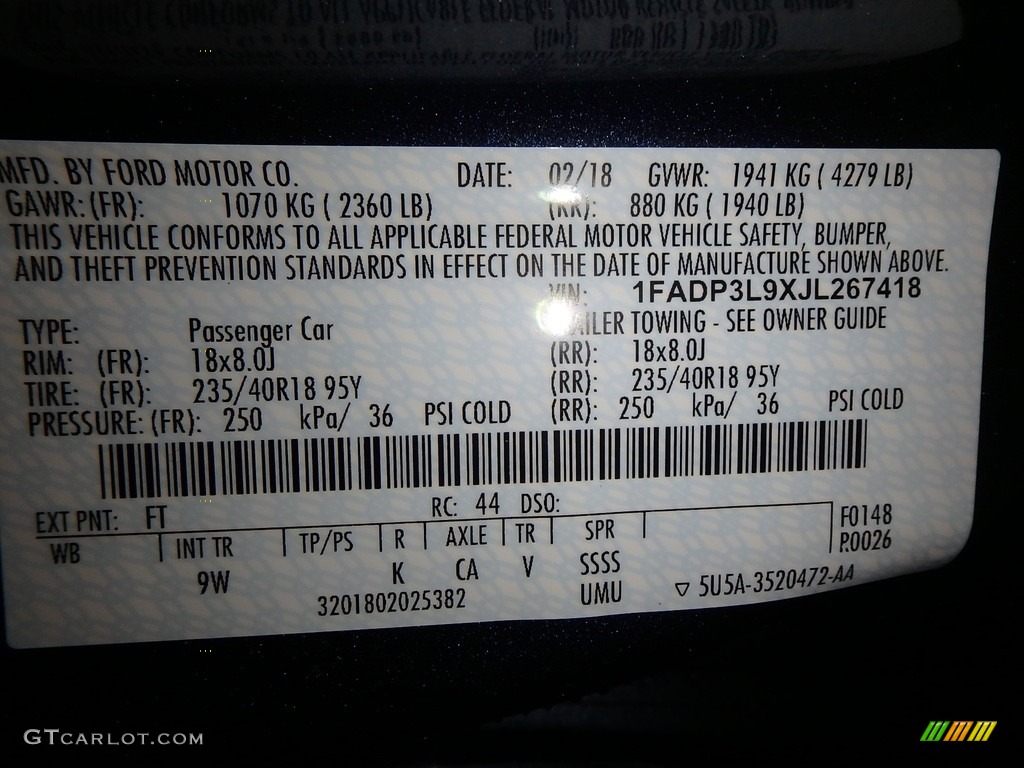 MFD. BY FORD MOTOR CO. DATE: 02/18 GVWR: 1941 KG ( 4279 LB)
GAWR: (FR): 1070 KG ( 2360 LB) (RR): 880 KG ( 1940 LB)
THIS VEHICLE CONFORMS TO ALL APPLICABLE FEDERAL MOTOR VEHICLE SAFETY, BUMPER,
AND THEFT PREVENTION STANDARDS IN EFFECT ON THE DATE OF MANUFACTURE SHOWN ABOVE.
VIN: 1FADP3L9XJL267418
TYPE: Passenger Car TRAILER TOWING - SEE OWNER GUIDE
RIM: (FR): 18x8.0J (RR): 18x8.0J
TIRE: (FR): 235/40R18 95Y (RR): 235/40R18 95Y
PRESSURE: (FR): 250 kPa/ 36 PSI COLD (RR): 250 kPa/ 36 PSI COLD
EXT PNT: FT RC: 44 DSO:
WB INT TR TP/PS R AXLE TR SPR F0148
P.0026
9W K CA V SSSS
3201802025382 UMU ▽ 5U5A-3520472-AA
GTCARLOT.COM